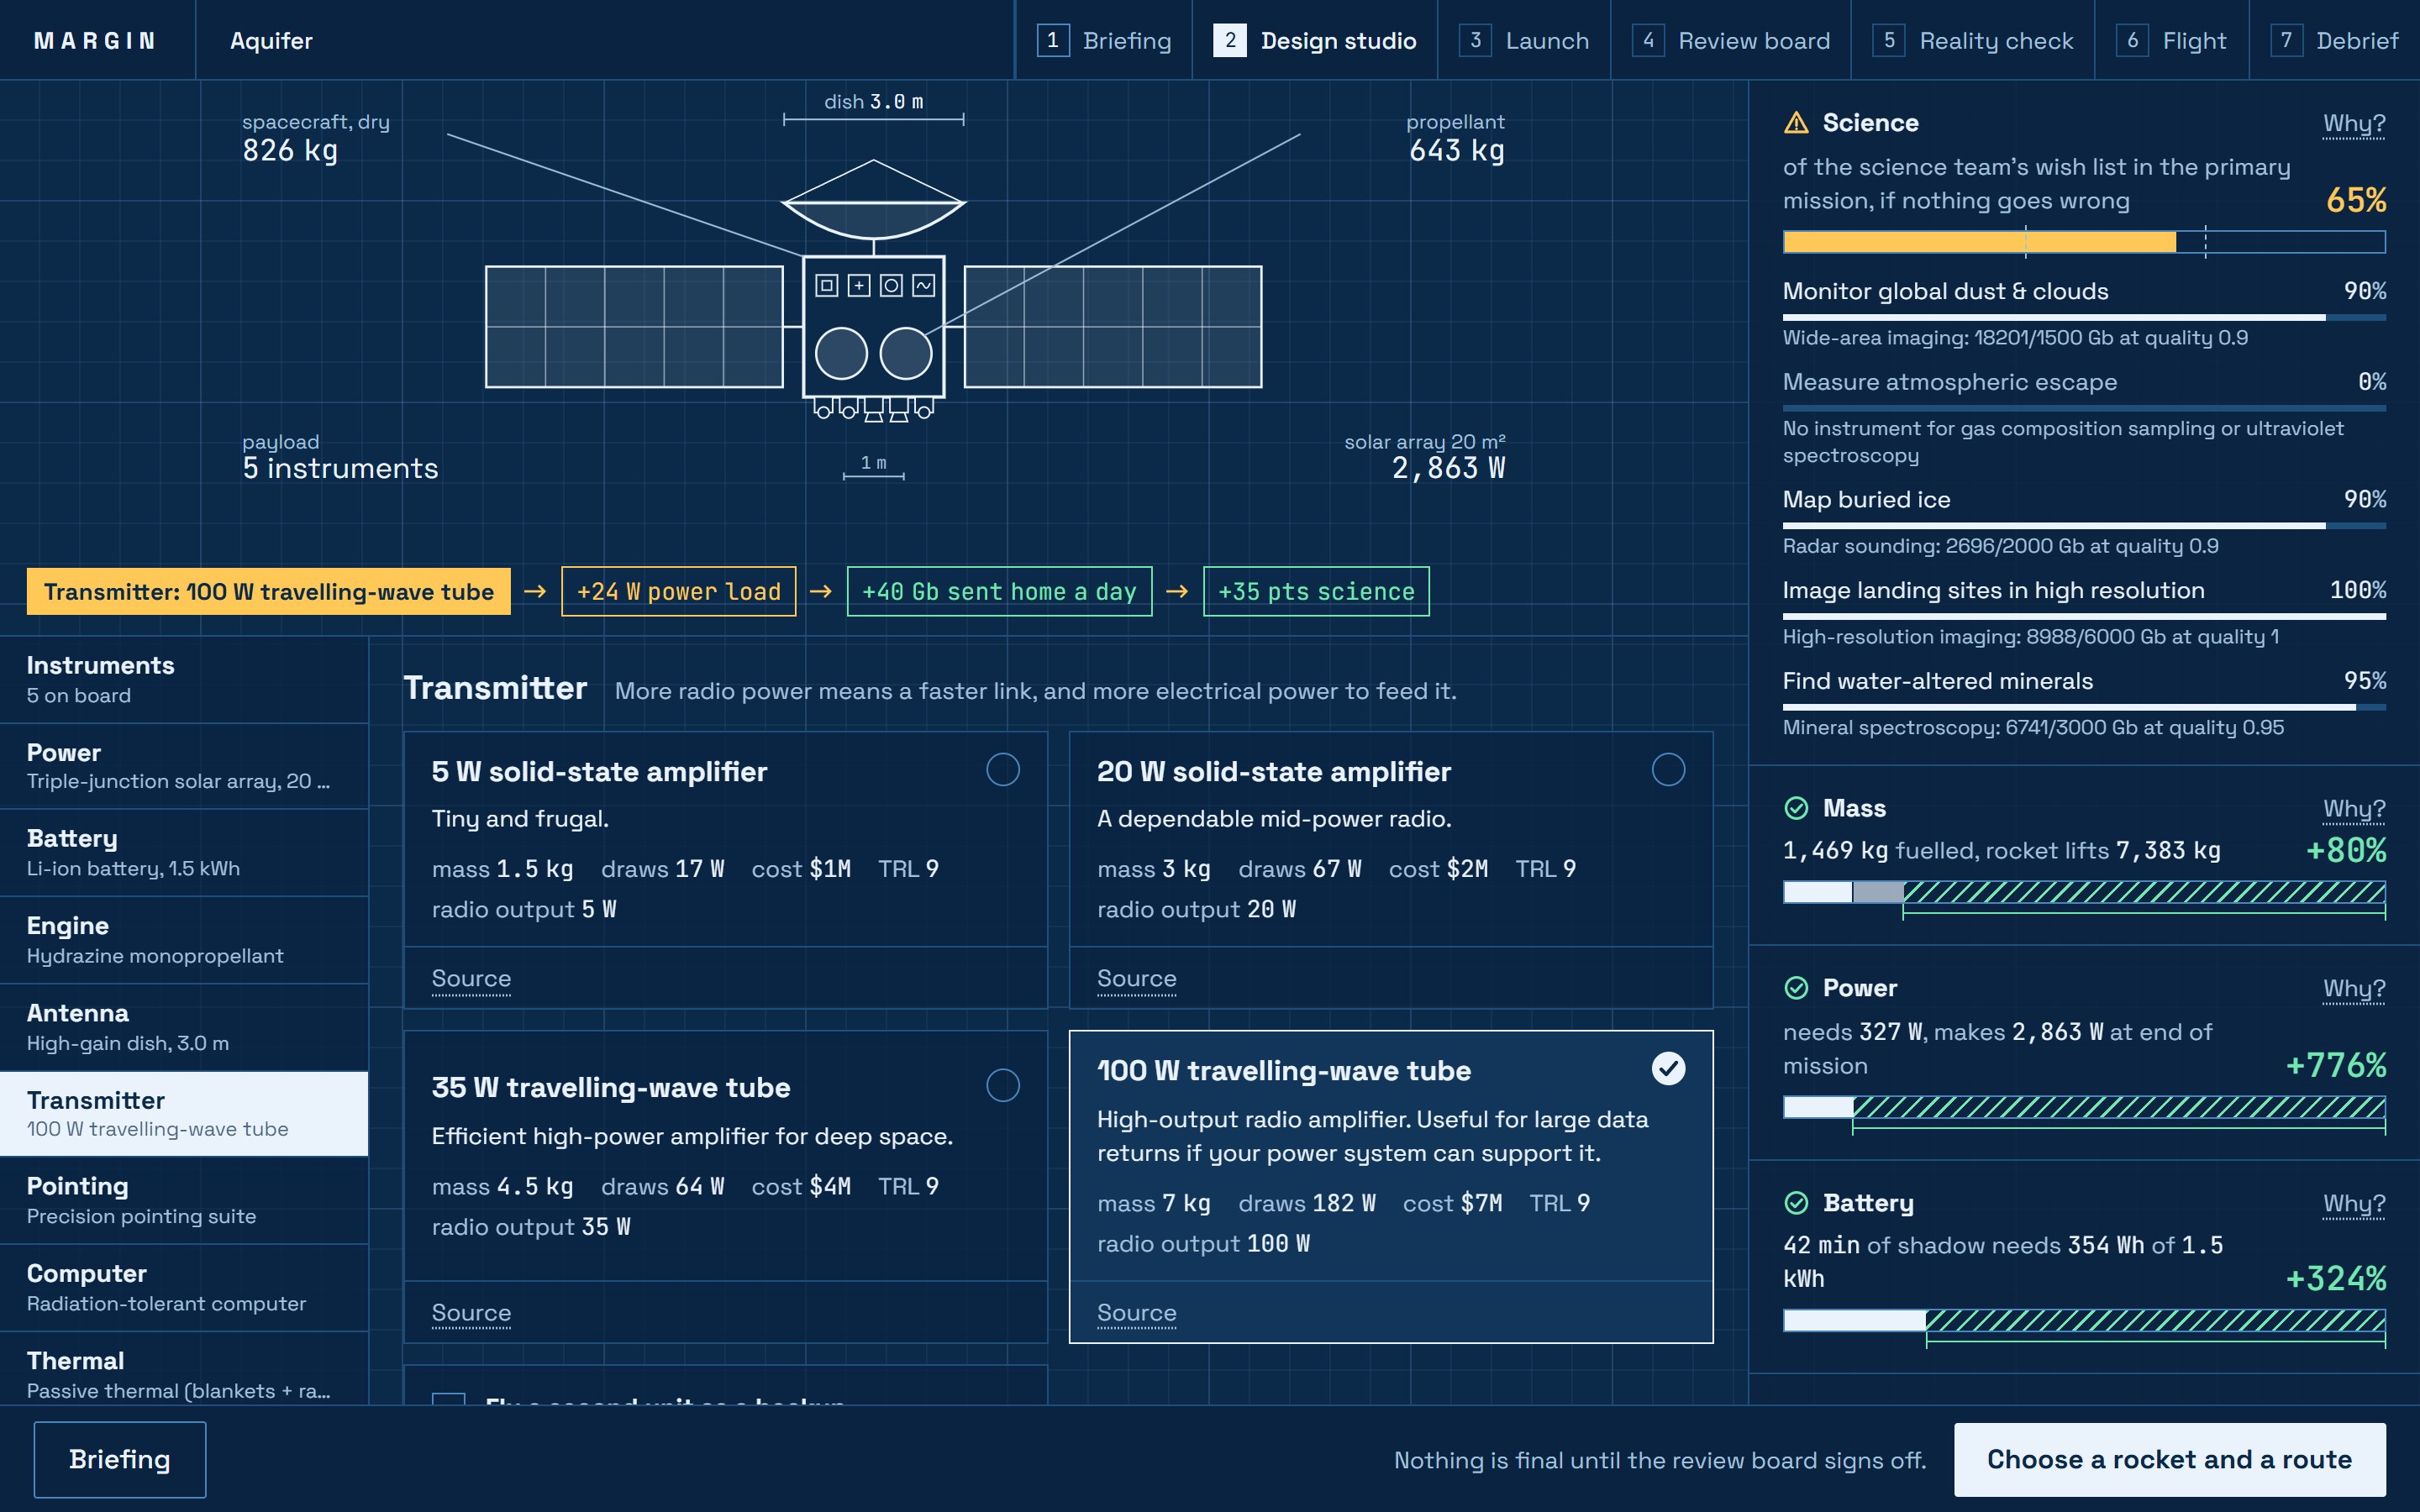 MARGIN
Aquifer
1 Briefing
2 Design studio
3 Launch
4 Review board
5 Reality check
6 Flight
7 Debrief
spacecraft, dry
826 kg
dish 3.0 m
propellant
643 kg
payload
5 instruments
1 m
solar array 20 m²
2,863 W
Transmitter: 100 W travelling-wave tube → +24 W power load → +40 Gb sent home a day → +35 pts science
Instruments
5 on board
Power
Triple-junction solar array, 20 ...
Battery
Li-ion battery, 1.5 kWh
Engine
Hydrazine monopropellant
Antenna
High-gain dish, 3.0 m
Transmitter
100 W travelling-wave tube
Pointing
Precision pointing suite
Computer
Radiation-tolerant computer
Thermal
Passive thermal (blankets + ra...
Transmitter More radio power means a faster link, and more electrical power to feed it.
5 W solid-state amplifier
Tiny and frugal.
mass 1.5 kg draws 17 W cost $1M TRL 9
radio output 5 W
Source
20 W solid-state amplifier
A dependable mid-power radio.
mass 3 kg draws 67 W cost $2M TRL 9
radio output 20 W
Source
35 W travelling-wave tube
Efficient high-power amplifier for deep space.
mass 4.5 kg draws 64 W cost $4M TRL 9
radio output 35 W
Source
100 W travelling-wave tube
High-output radio amplifier. Useful for large data
returns if your power system can support it.
mass 7 kg draws 182 W cost $7M TRL 9
radio output 100 W
Source
Fly a second unit as a backup
Science Why?
of the science team's wish list in the primary
mission, if nothing goes wrong 65%
Monitor global dust & clouds 90%
Wide-area imaging: 18201/1500 Gb at quality 0.9
Measure atmospheric escape 0%
No instrument for gas composition sampling or ultraviolet
spectroscopy
Map buried ice 90%
Radar sounding: 2696/2000 Gb at quality 0.9
Image landing sites in high resolution 100%
High-resolution imaging: 8988/6000 Gb at quality 1
Find water-altered minerals 95%
Mineral spectroscopy: 6741/3000 Gb at quality 0.95
Mass Why?
1,469 kg fuelled, rocket lifts 7,383 kg +80%
Power Why?
needs 327 W, makes 2,863 W at end of
mission +776%
Battery Why?
42 min of shadow needs 354 Wh of 1.5
kWh +324%
Briefing
Nothing is final until the review board signs off.
Choose a rocket and a route